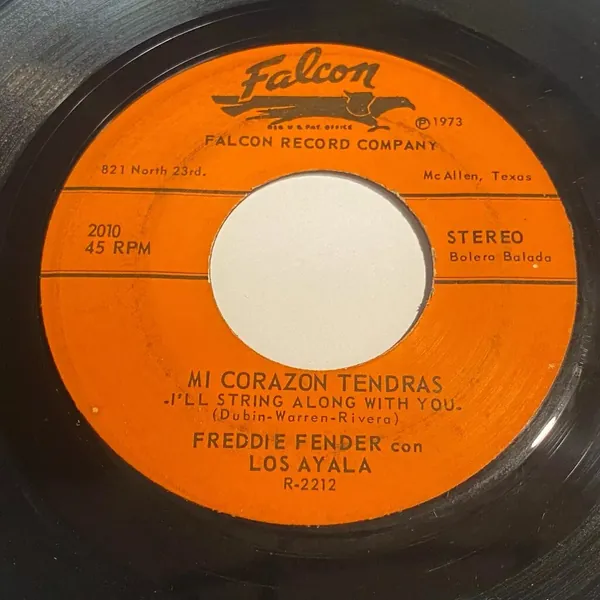 Falcon
REG. U.S. PAT. OFFICE
Ⓟ1973
FALCON RECORD COMPANY
821 North 23rd.
McAllen, Texas
2010
45 RPM
STEREO
Bolero Balada
MI CORAZON TENDRAS
-I'LL STRING ALONG WITH YOU-
(Dubin-Warren-Rivera)
FREDDIE FENDER con
LOS AYALA
R-2212